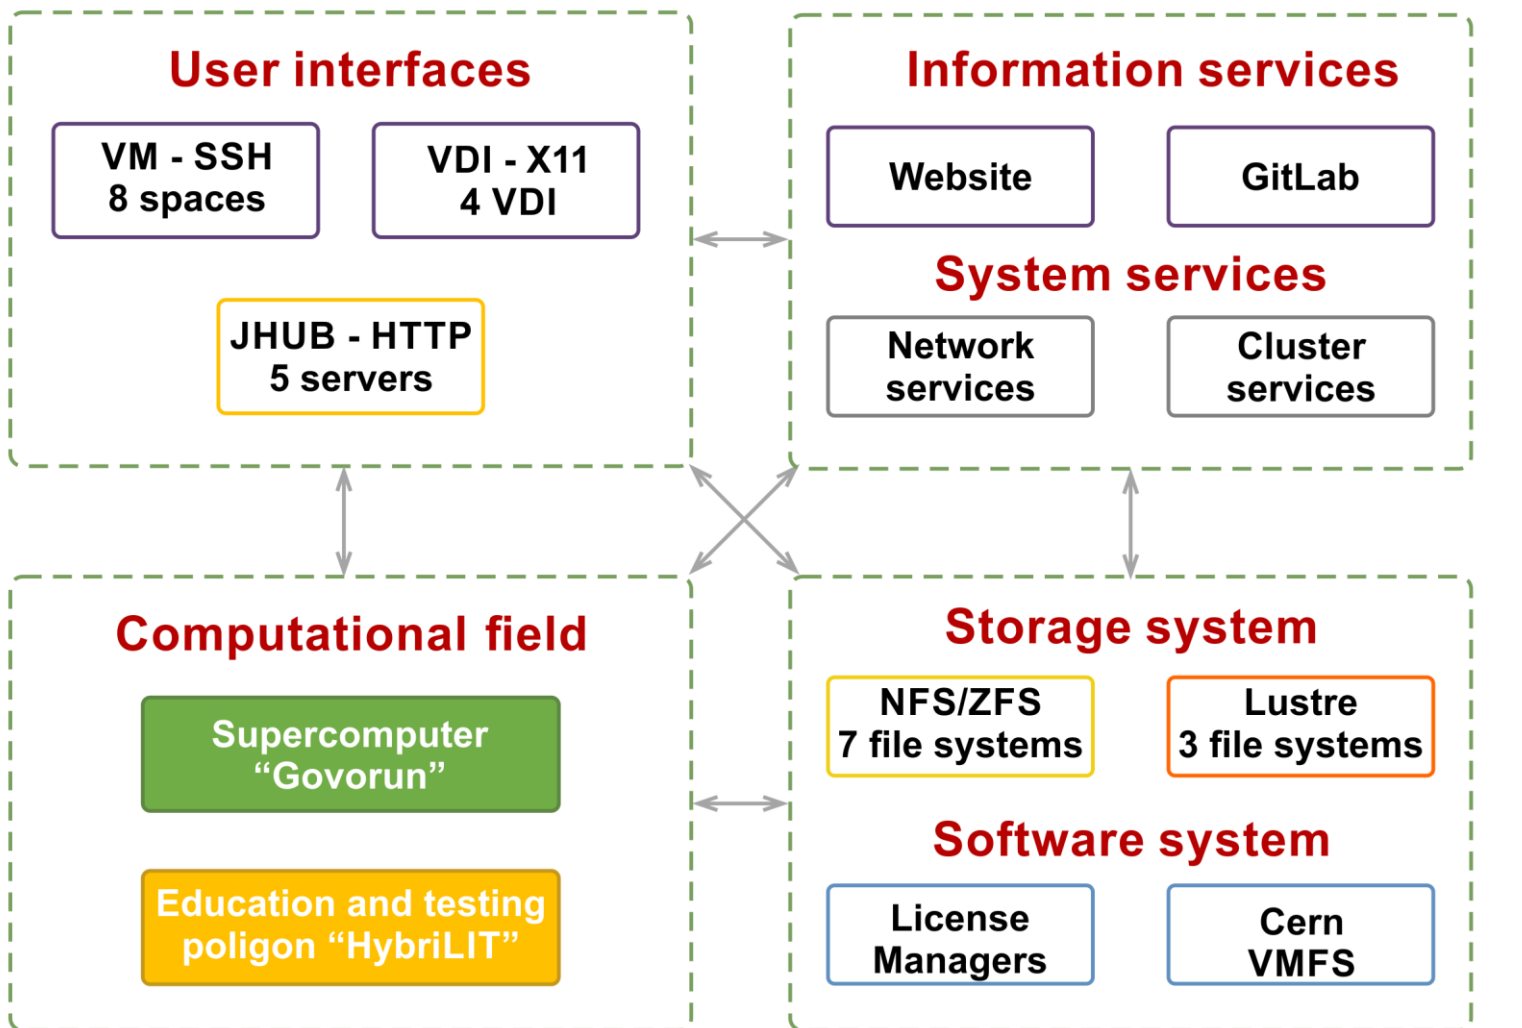 User interfaces
VM - SSH
8 spaces
VDI - X11
4 VDI
JHUB - HTTP
5 servers
Information services
Website
GitLab
System services
Network
services
Cluster
services
Computational field
Supercomputer
“Govorun”
Education and testing
poligon “HybriLIT”
Storage system
NFS/ZFS
7 file systems
Lustre
3 file systems
Software system
License
Managers
Cern
VMFS